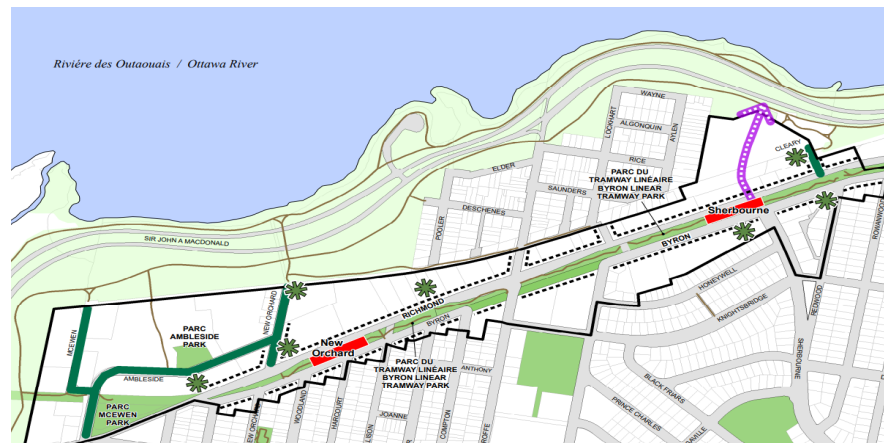 Riviére des Outaouais / Ottawa River
WAYNE
LOCKHART
ALGONQUIN
AYLEN
RICE
CLEARY
ELDER
SAUNDERS
PARC DU
TRAMWAY LINÉAIRE
BYRON LINEAR
TRAMWAY PARK
DESCHENES
POOLER
Sherbourne
BYRON
ROWANWOOD
SIR JOHN A MACDONALD
HONEYWELL
KNIGHTSBRIDGE
REDWOOD
SHERBOURNE
NEW ORCHARD
RICHMOND
BYRON
MCEWEN
PARC
AMBLESIDE
PARK
New
Orchard
AMBLESIDE
PARC DU
TRAMWAY LINÉAIRE
BYRON LINEAR
TRAMWAY PARK
ANTHONY
PARC
MCEWEN
PARK
WOODLAND
HARCOURT
JOANNE
COMPTON
BLACK FRIARS
PRINCE CHARLES